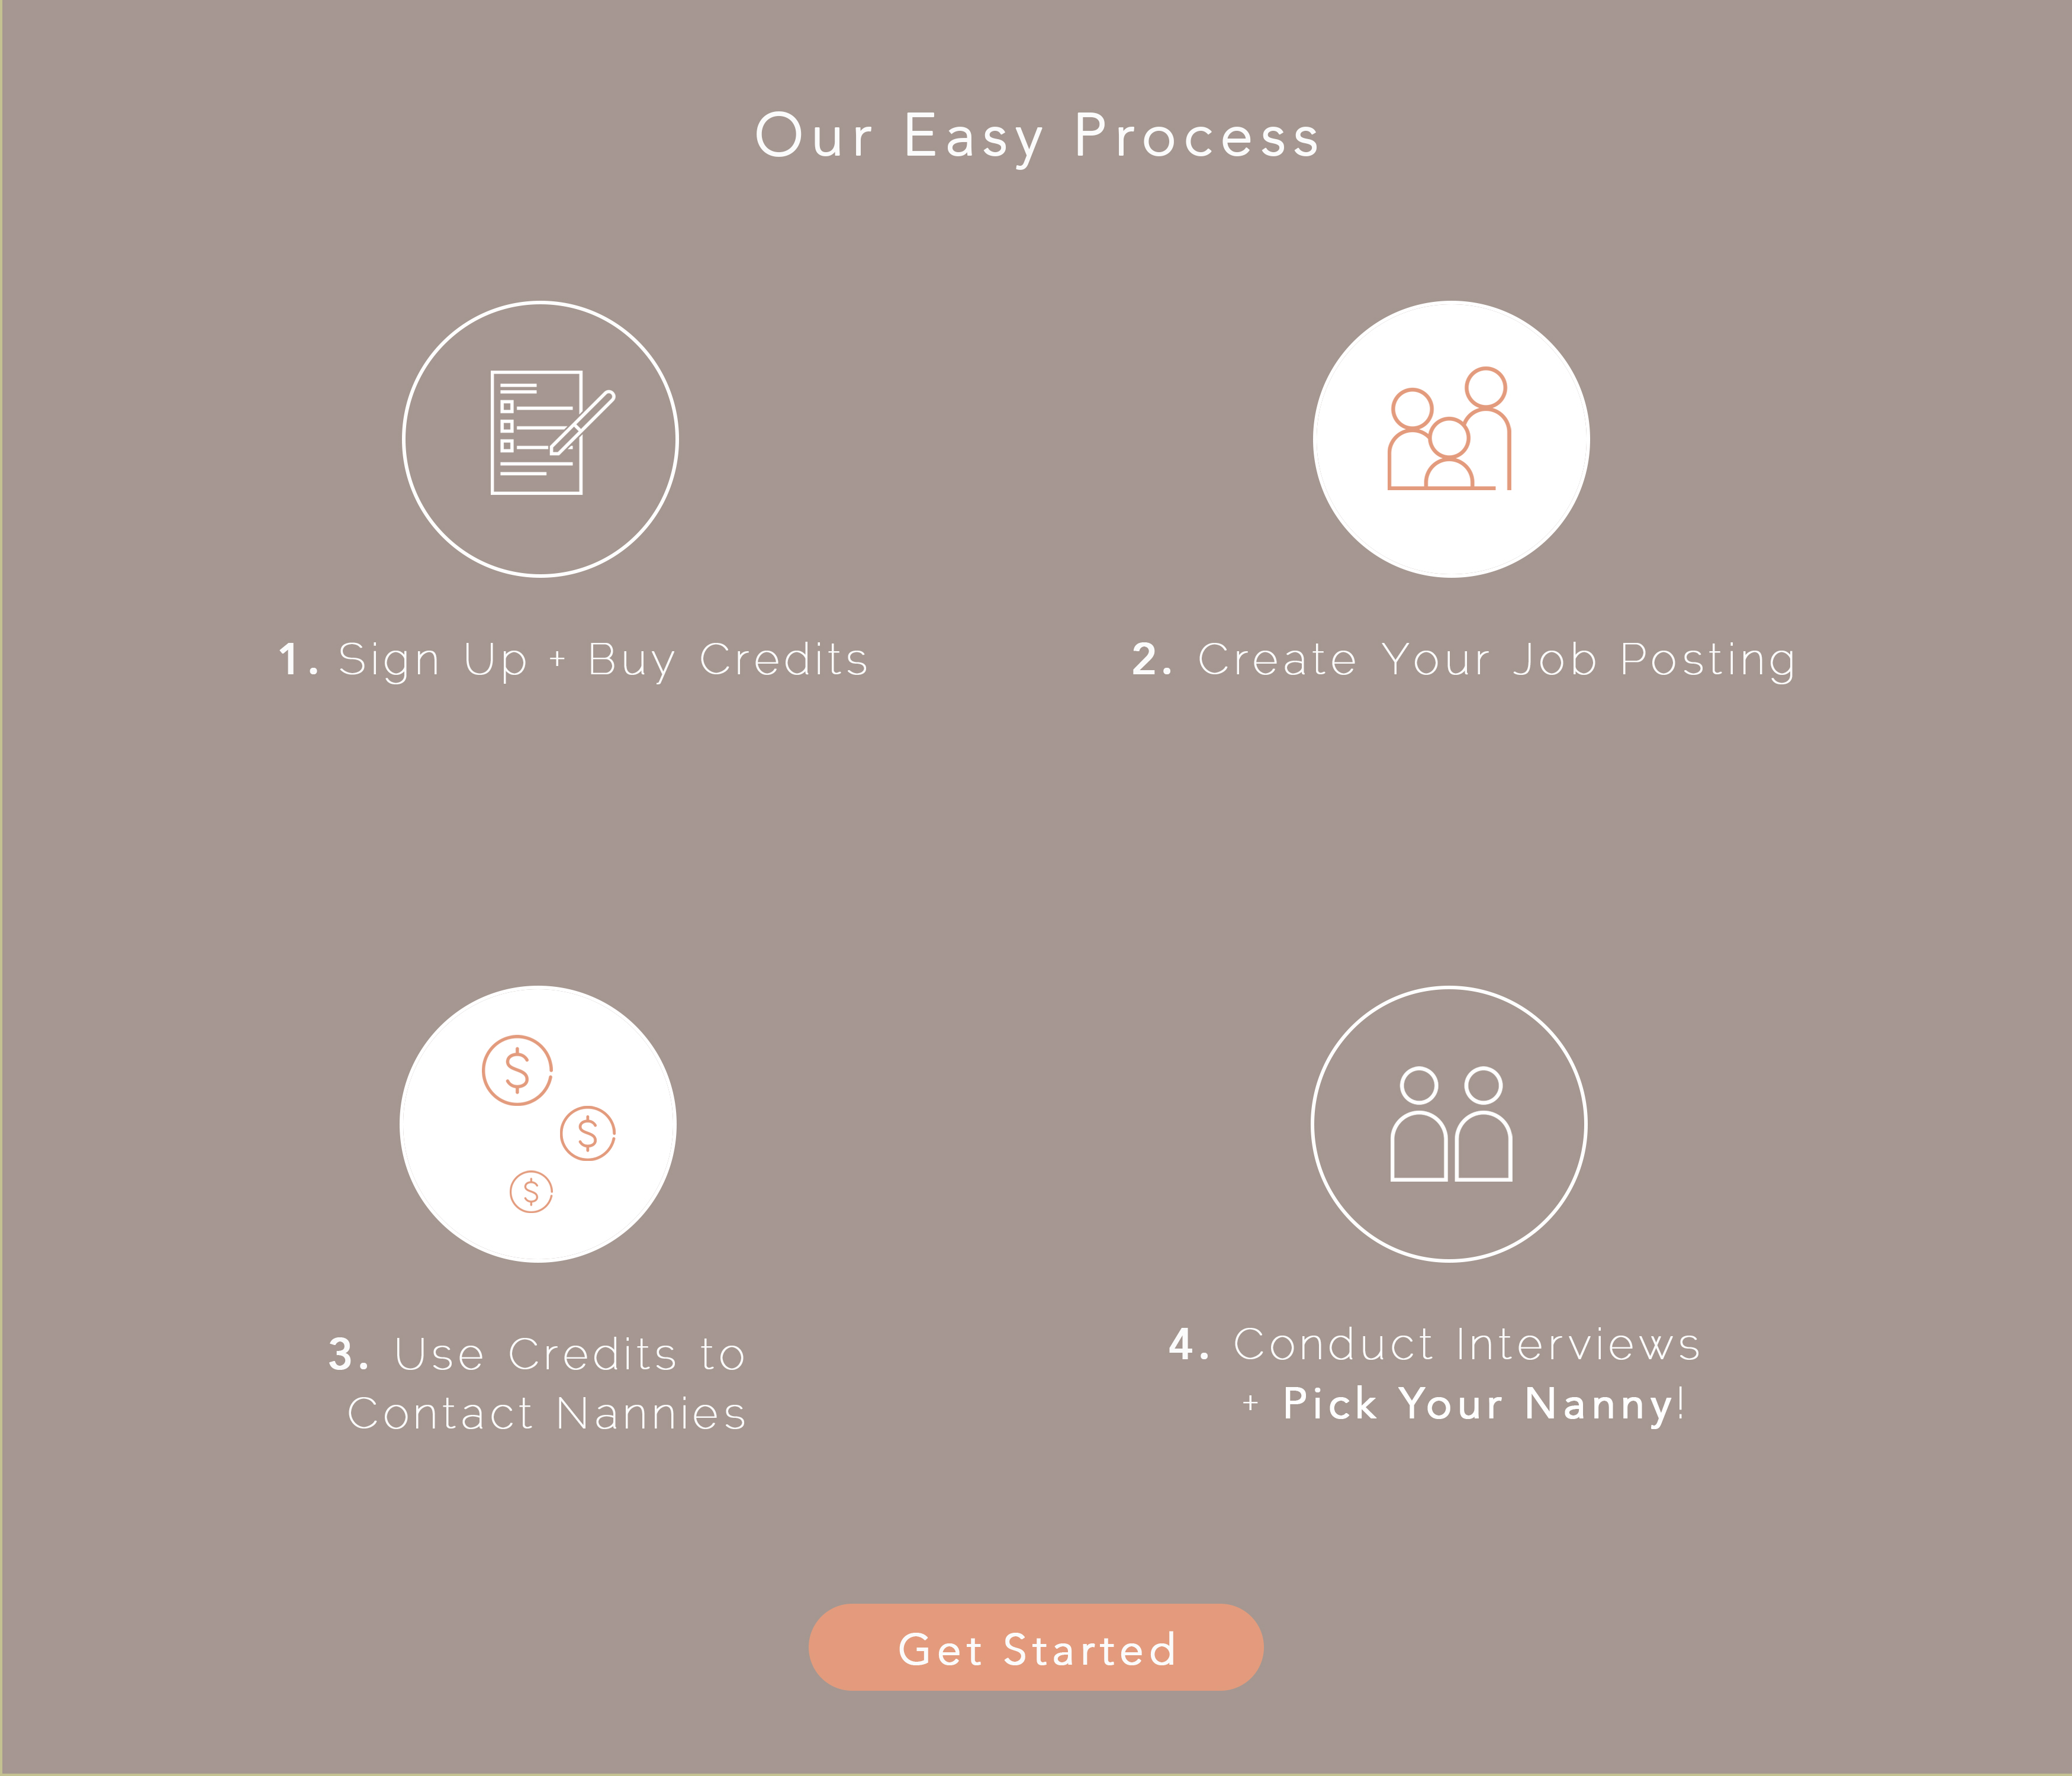 Our Easy Process
1. Sign Up + Buy Credits
2. Create Your Job Posting
$
$
$
3. Use Credits to
Contact Nannies
4. Conduct Interviews
+ Pick Your Nanny!
Get Started